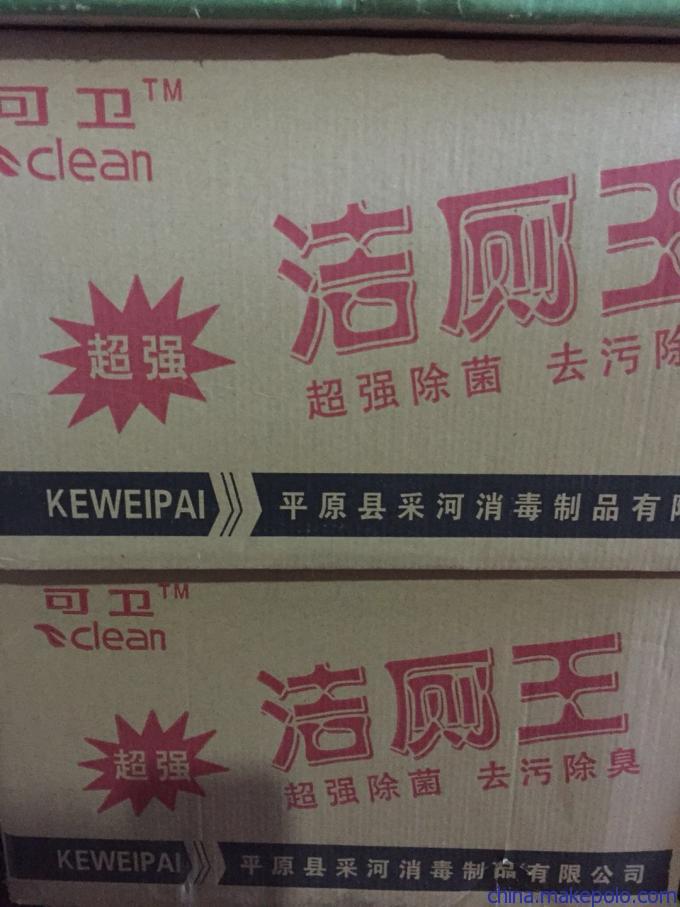 可卫™
clean
洁厕王
超强
超强除菌 去污除
KEWEIPAI 平原县采河消毒制品有
可卫™
clean
洁厕王
超强
超强除菌 去污除臭
KEWEIPAI 平原县采河消毒制品有限公司
china.makepolo.com